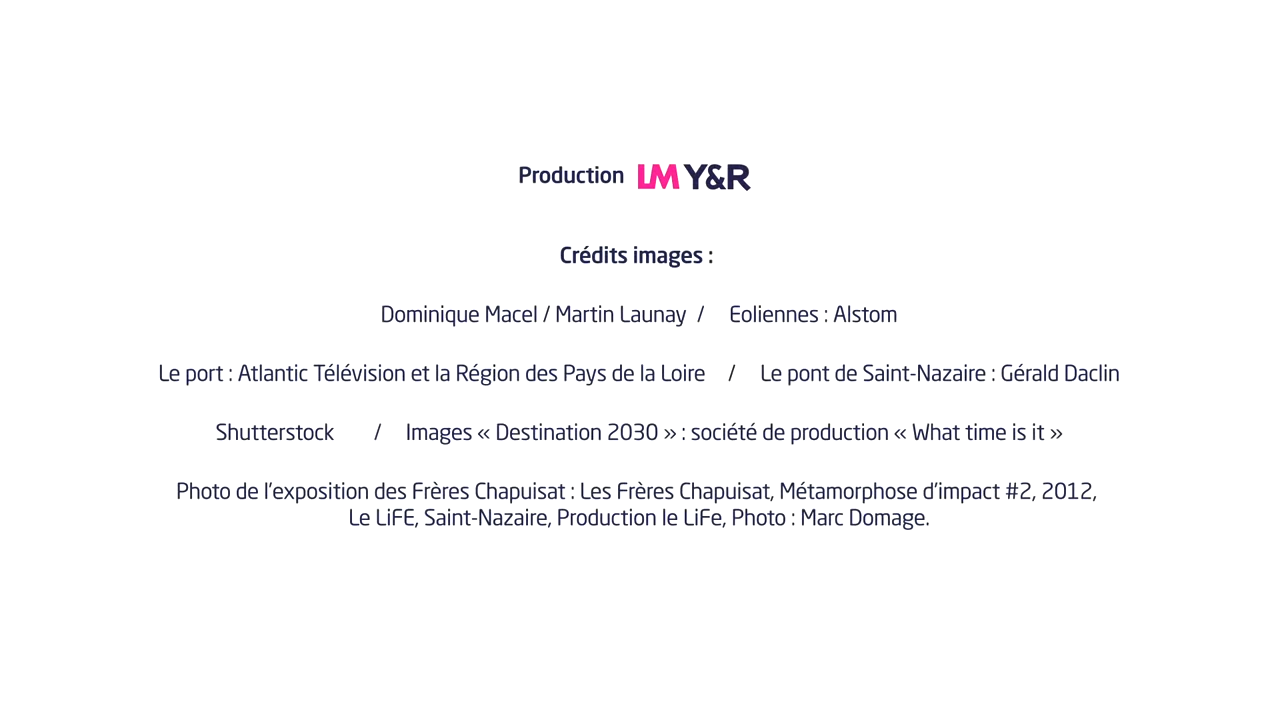 Production LM Y&R
Crédits images :
Dominique Macel / Martin Launay / Eoliennes : Alstom
Le port : Atlantic Télévision et la Région des Pays de la Loire / Le pont de Saint-Nazaire : Gérald Daclin
Shutterstock / Images « Destination 2030 » : société de production « What time is it »
Photo de l'exposition des Frères Chapuisat : Les Frères Chapuisat, Métamorphose d'impact #2, 2012,
Le LiFE, Saint-Nazaire, Production le LiFe, Photo : Marc Domage.